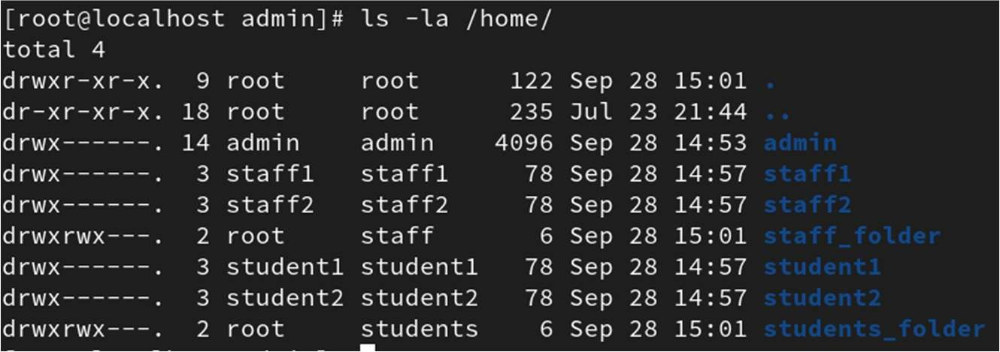 [root@localhost admin]# ls -la /home/
total 4
drwxr-xr-x.  9 root     root      122 Sep 28 15:01 .
dr-xr-xr-x. 18 root     root      235 Jul 23 21:44 ..
drwx------. 14 admin    admin    4096 Sep 28 14:53 admin
drwx------.  3 staff1   staff1     78 Sep 28 14:57 staff1
drwx------.  3 staff2   staff2     78 Sep 28 14:57 staff2
drwxrwx---.  2 root     staff       6 Sep 28 15:01 staff_folder
drwx------.  3 student1 student1   78 Sep 28 14:57 student1
drwx------.  3 student2 student2   78 Sep 28 14:57 student2
drwxrwx---.  2 root     students    6 Sep 28 15:01 students_folder